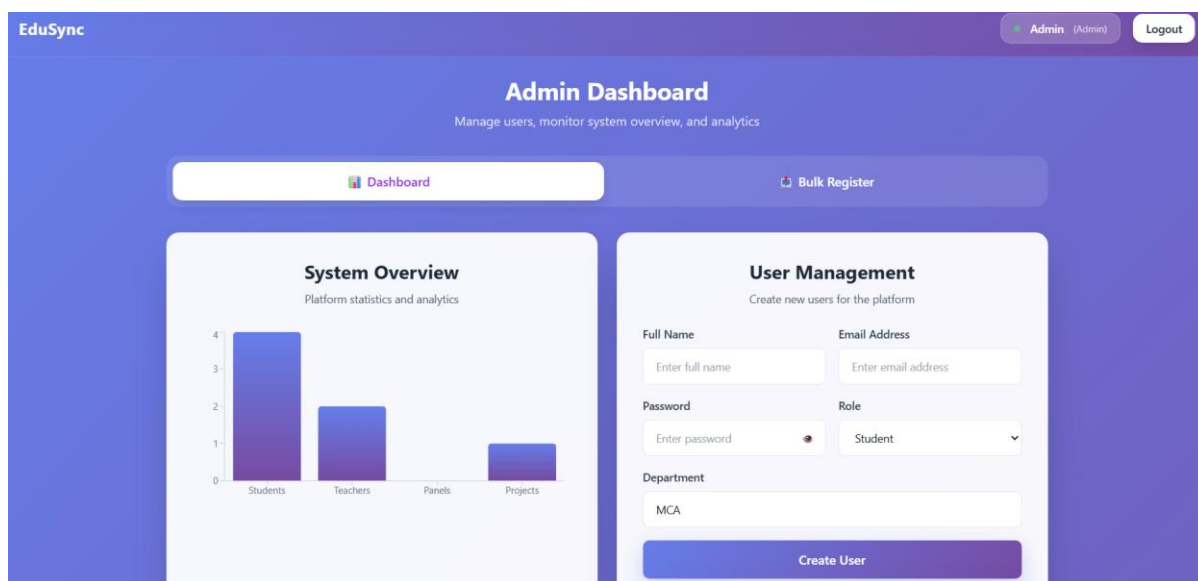 EduSync
Admin (Admin)
Logout
Admin Dashboard
Manage users, monitor system overview, and analytics
Dashboard
Bulk Register
System Overview
Platform statistics and analytics
4
3
2
1
0
Students Teachers Panels Projects
User Management
Create new users for the platform
Full Name Email Address
Enter full name Enter email address
Password Role
Enter password Student
Department
MCA
Create User